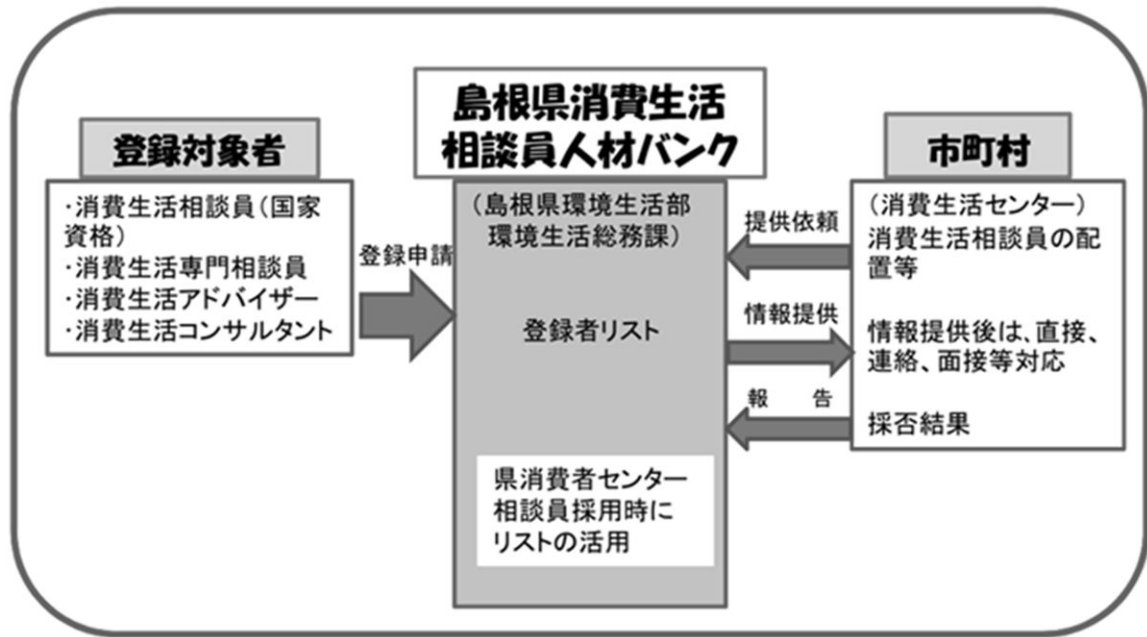 登録対象者
・消費生活相談員(国家
資格)
・消費生活専門相談員
・消費生活アドバイザー
・消費生活コンサルタント
登録申請
島根県消費生活
相談員人材バンク
(島根県環境生活部
環境生活総務課)
登録者リスト
県消費者センター
相談員採用時に
リストの活用
提供依頼
情報提供
報 告
市町村
(消費生活センター)
消費生活相談員の配
置等
情報提供後は、直接、
連絡、面接等対応
採否結果